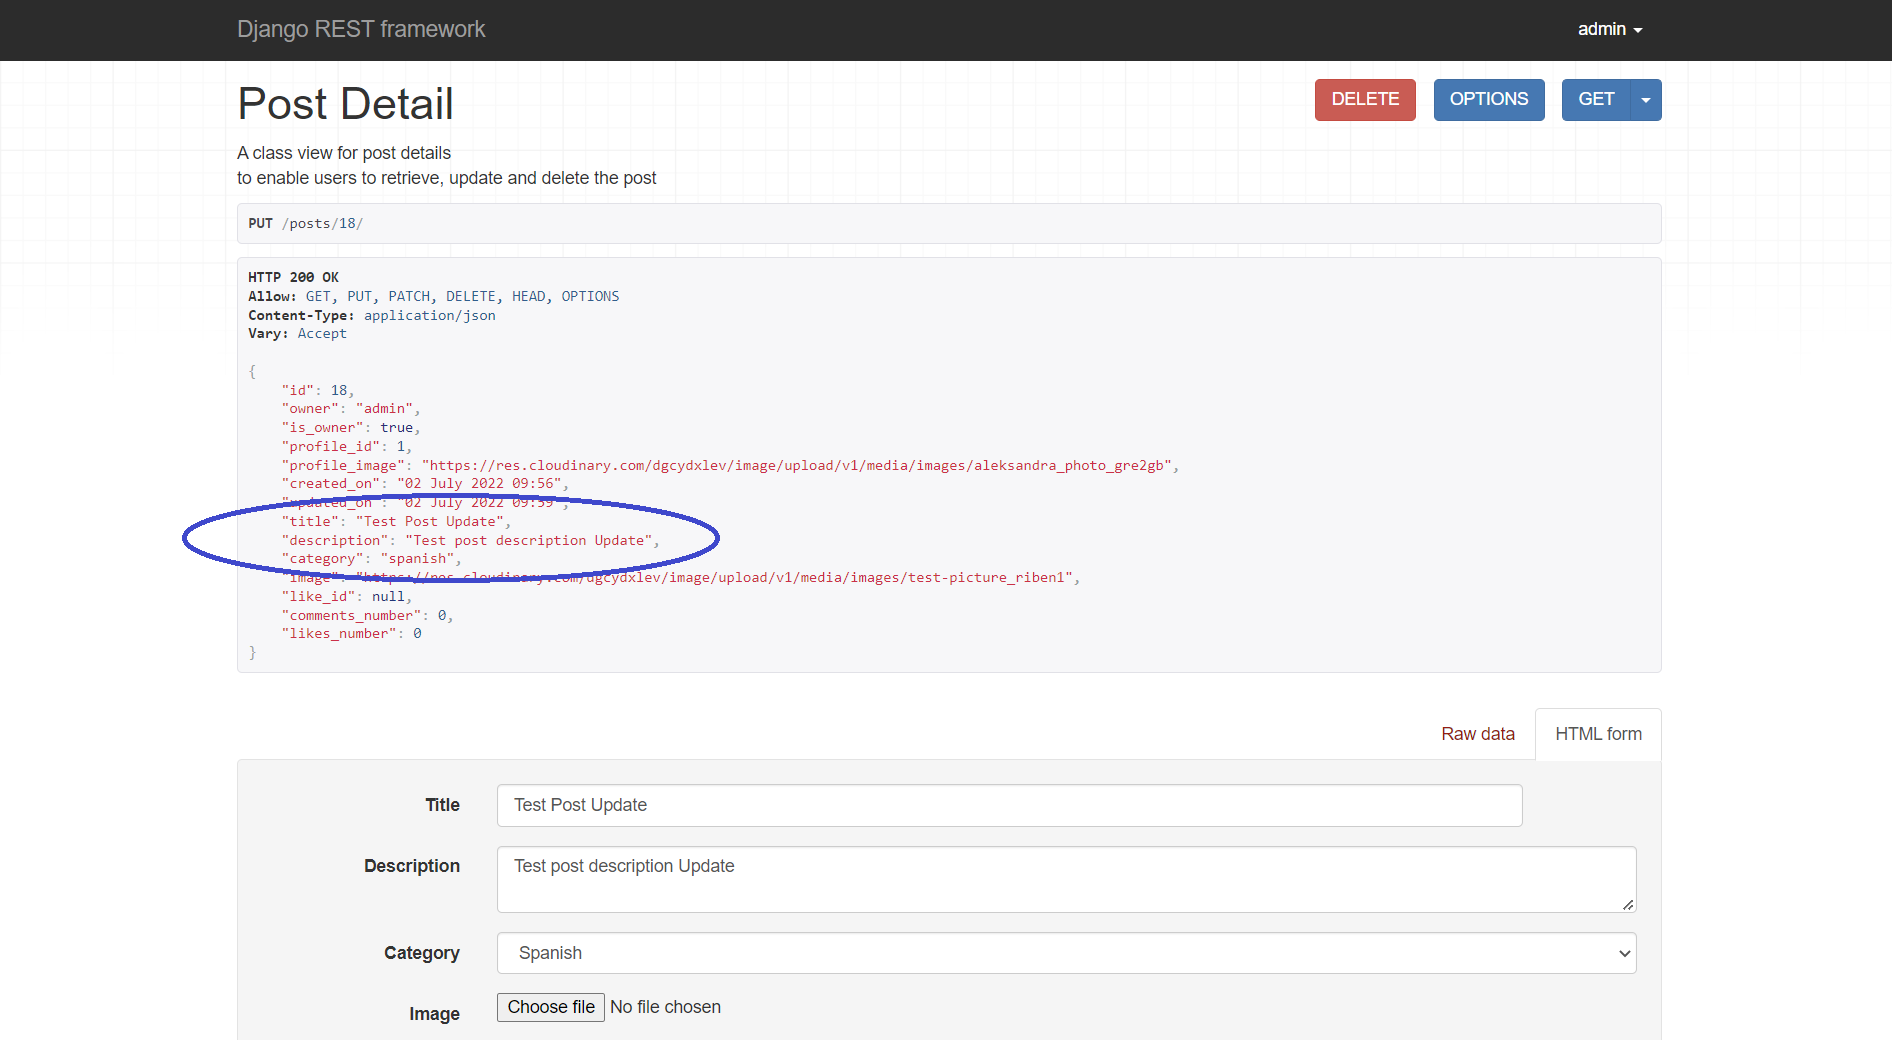 Django REST framework
admin
Post Detail
DELETE
OPTIONS
GET
A class view for post details
to enable users to retrieve, update and delete the post
PUT /posts/18/
HTTP 200 OK
Allow: GET, PUT, PATCH, DELETE, HEAD, OPTIONS
Content-Type: application/json
Vary: Accept
{
"id": 18,
"owner": "admin",
"is_owner": true,
"profile_id": 1,
"profile_image": "https://res.cloudinary.com/dgcydxlev/image/upload/v1/media/images/aleksandra_photo_gre2gb",
"created_on": "02 July 2022 09:56",
"updated_on": "02 July 2022 09:59",
"title": "Test Post Update",
"description": "Test post description Update",
"category": "spanish",
"image": "https://res.cloudinary.com/dgcydxlev/image/upload/v1/media/images/test-picture_riben1",
"like_id": null,
"comments_number": 0,
"likes_number": 0
}
Raw data
HTML form
Title
Test Post Update
Description
Test post description Update
Category
Spanish
Image
Choose file No file chosen